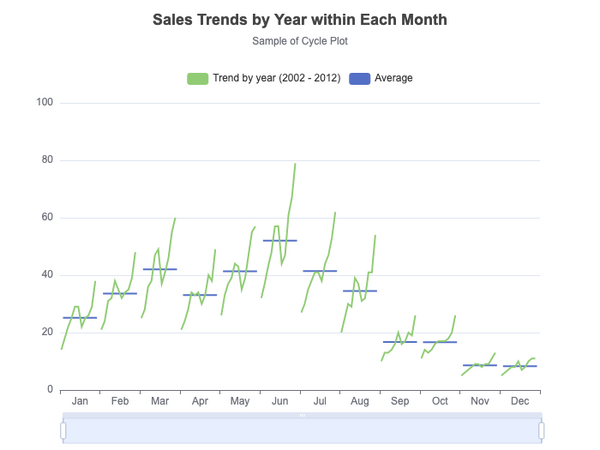 Sales Trends by Year within Each Month
Sample of Cycle Plot
Trend by year (2002 - 2012) Average
100
80
60
40
20
0
Jan Feb Mar Apr May Jun Jul Aug Sep Oct Nov Dec